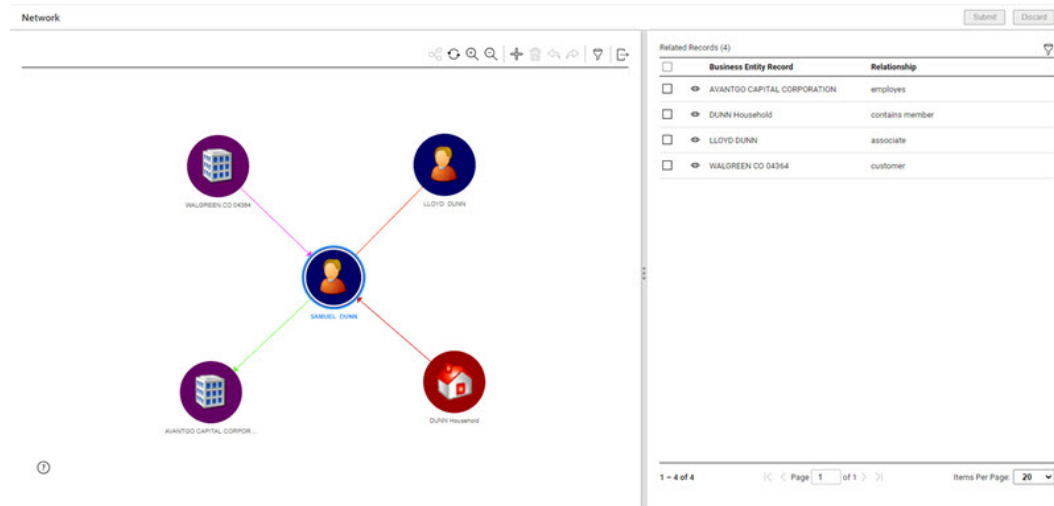 Network
Submit
Discard
WALGREEN CO 04364
LLOYD DUNN
SAMUEL DUNN
AVANTGO CAPITAL CORPOR...
DUNN Household
?
Related Records (4)
Business Entity Record Relationship
AVANTGO CAPITAL CORPORATION employes
DUNN Household contains member
LLOYD DUNN associate
WALGREEN CO 04364 customer
1 – 4 of 4 Page 1 of 1 Items Per Page: 20